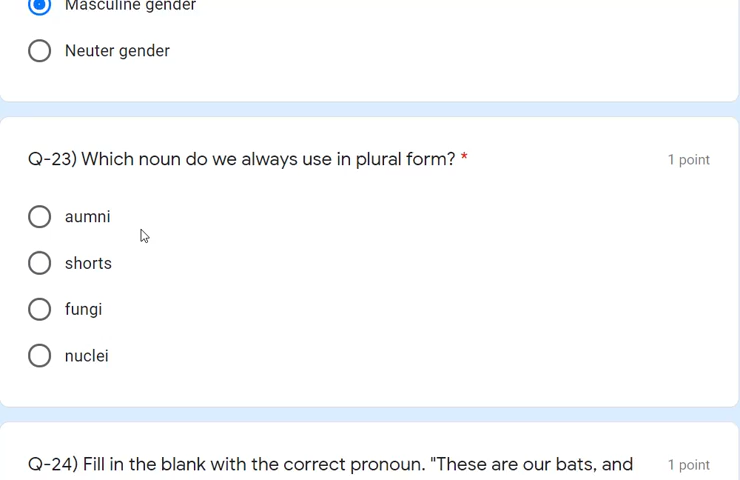 Masculine gender
Neuter gender
Q-23) Which noun do we always use in plural form? * 1 point
aumni
shorts
fungi
nuclei
Q-24) Fill in the blank with the correct pronoun. "These are our bats, and 1 point